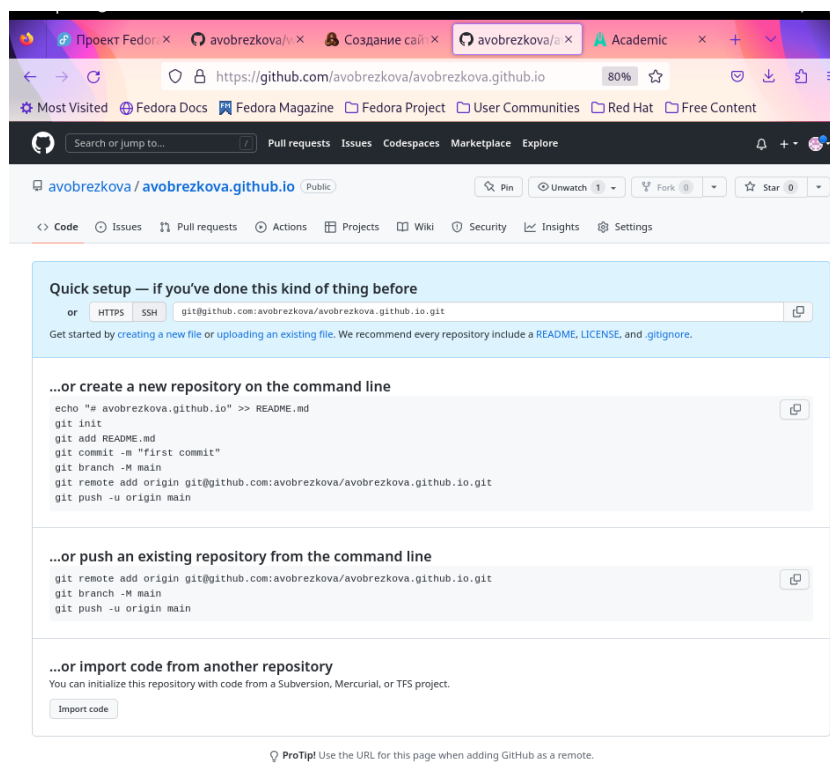 Проект Fedor
avobrezkova/w
Создание сай
avobrezkova/a
Academic
https://github.com/avobrezkova/avobrezkova.github.io
80%
Most Visited Fedora Docs Fedora Magazine Fedora Project User Communities Red Hat Free Content
Search or jump to... / Pull requests Issues Codespaces Marketplace Explore
avobrezkova / avobrezkova.github.io Public Pin Unwatch 1 Fork 0 Star 0
Code Issues Pull requests Actions Projects Wiki Security Insights Settings
Quick setup — if you've done this kind of thing before
or HTTPS SSH git@github.com:avobrezkova/avobrezkova.github.io.git
Get started by creating a new file or uploading an existing file. We recommend every repository include a README, LICENSE, and .gitignore.
...or create a new repository on the command line
echo "# avobrezkova.github.io" >> README.md
git init
git add README.md
git commit -m "first commit"
git branch -M main
git remote add origin git@github.com:avobrezkova/avobrezkova.github.io.git
git push -u origin main
...or push an existing repository from the command line
git remote add origin git@github.com:avobrezkova/avobrezkova.github.io.git
git branch -M main
git push -u origin main
...or import code from another repository
You can initialize this repository with code from a Subversion, Mercurial, or TFS project.
Import code
ProTip! Use the URL for this page when adding GitHub as a remote.